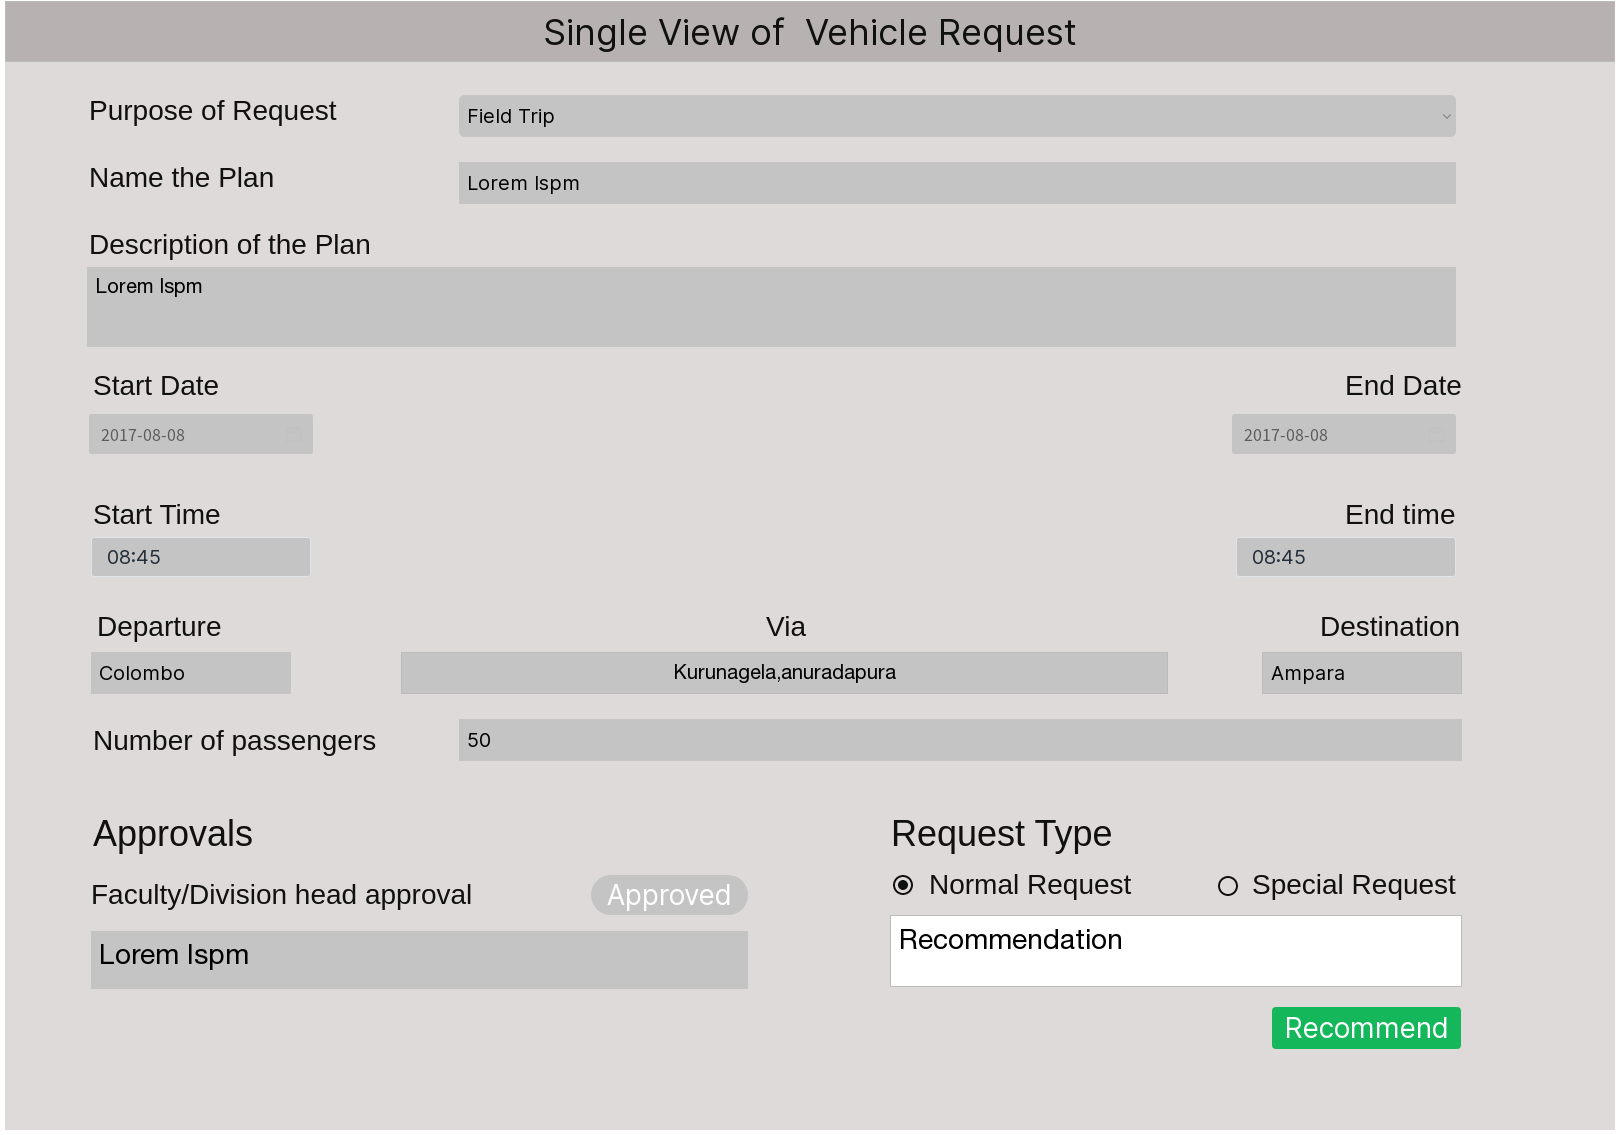 Single View of  Vehicle Request
Purpose of Request
Field Trip
Name the Plan
Lorem Ispm
Description of the Plan
Lorem Ispm
Start Date
End Date
2017-08-08
2017-08-08
Start Time
End time
08:45
08:45
Departure
Via
Destination
Colombo
Kurunagela,anuradapura
Ampara
Number of passengers
50
Approvals
Faculty/Division head approval
Approved
Lorem Ispm
Request Type
Normal Request
Special Request
Recommendation
Recommend